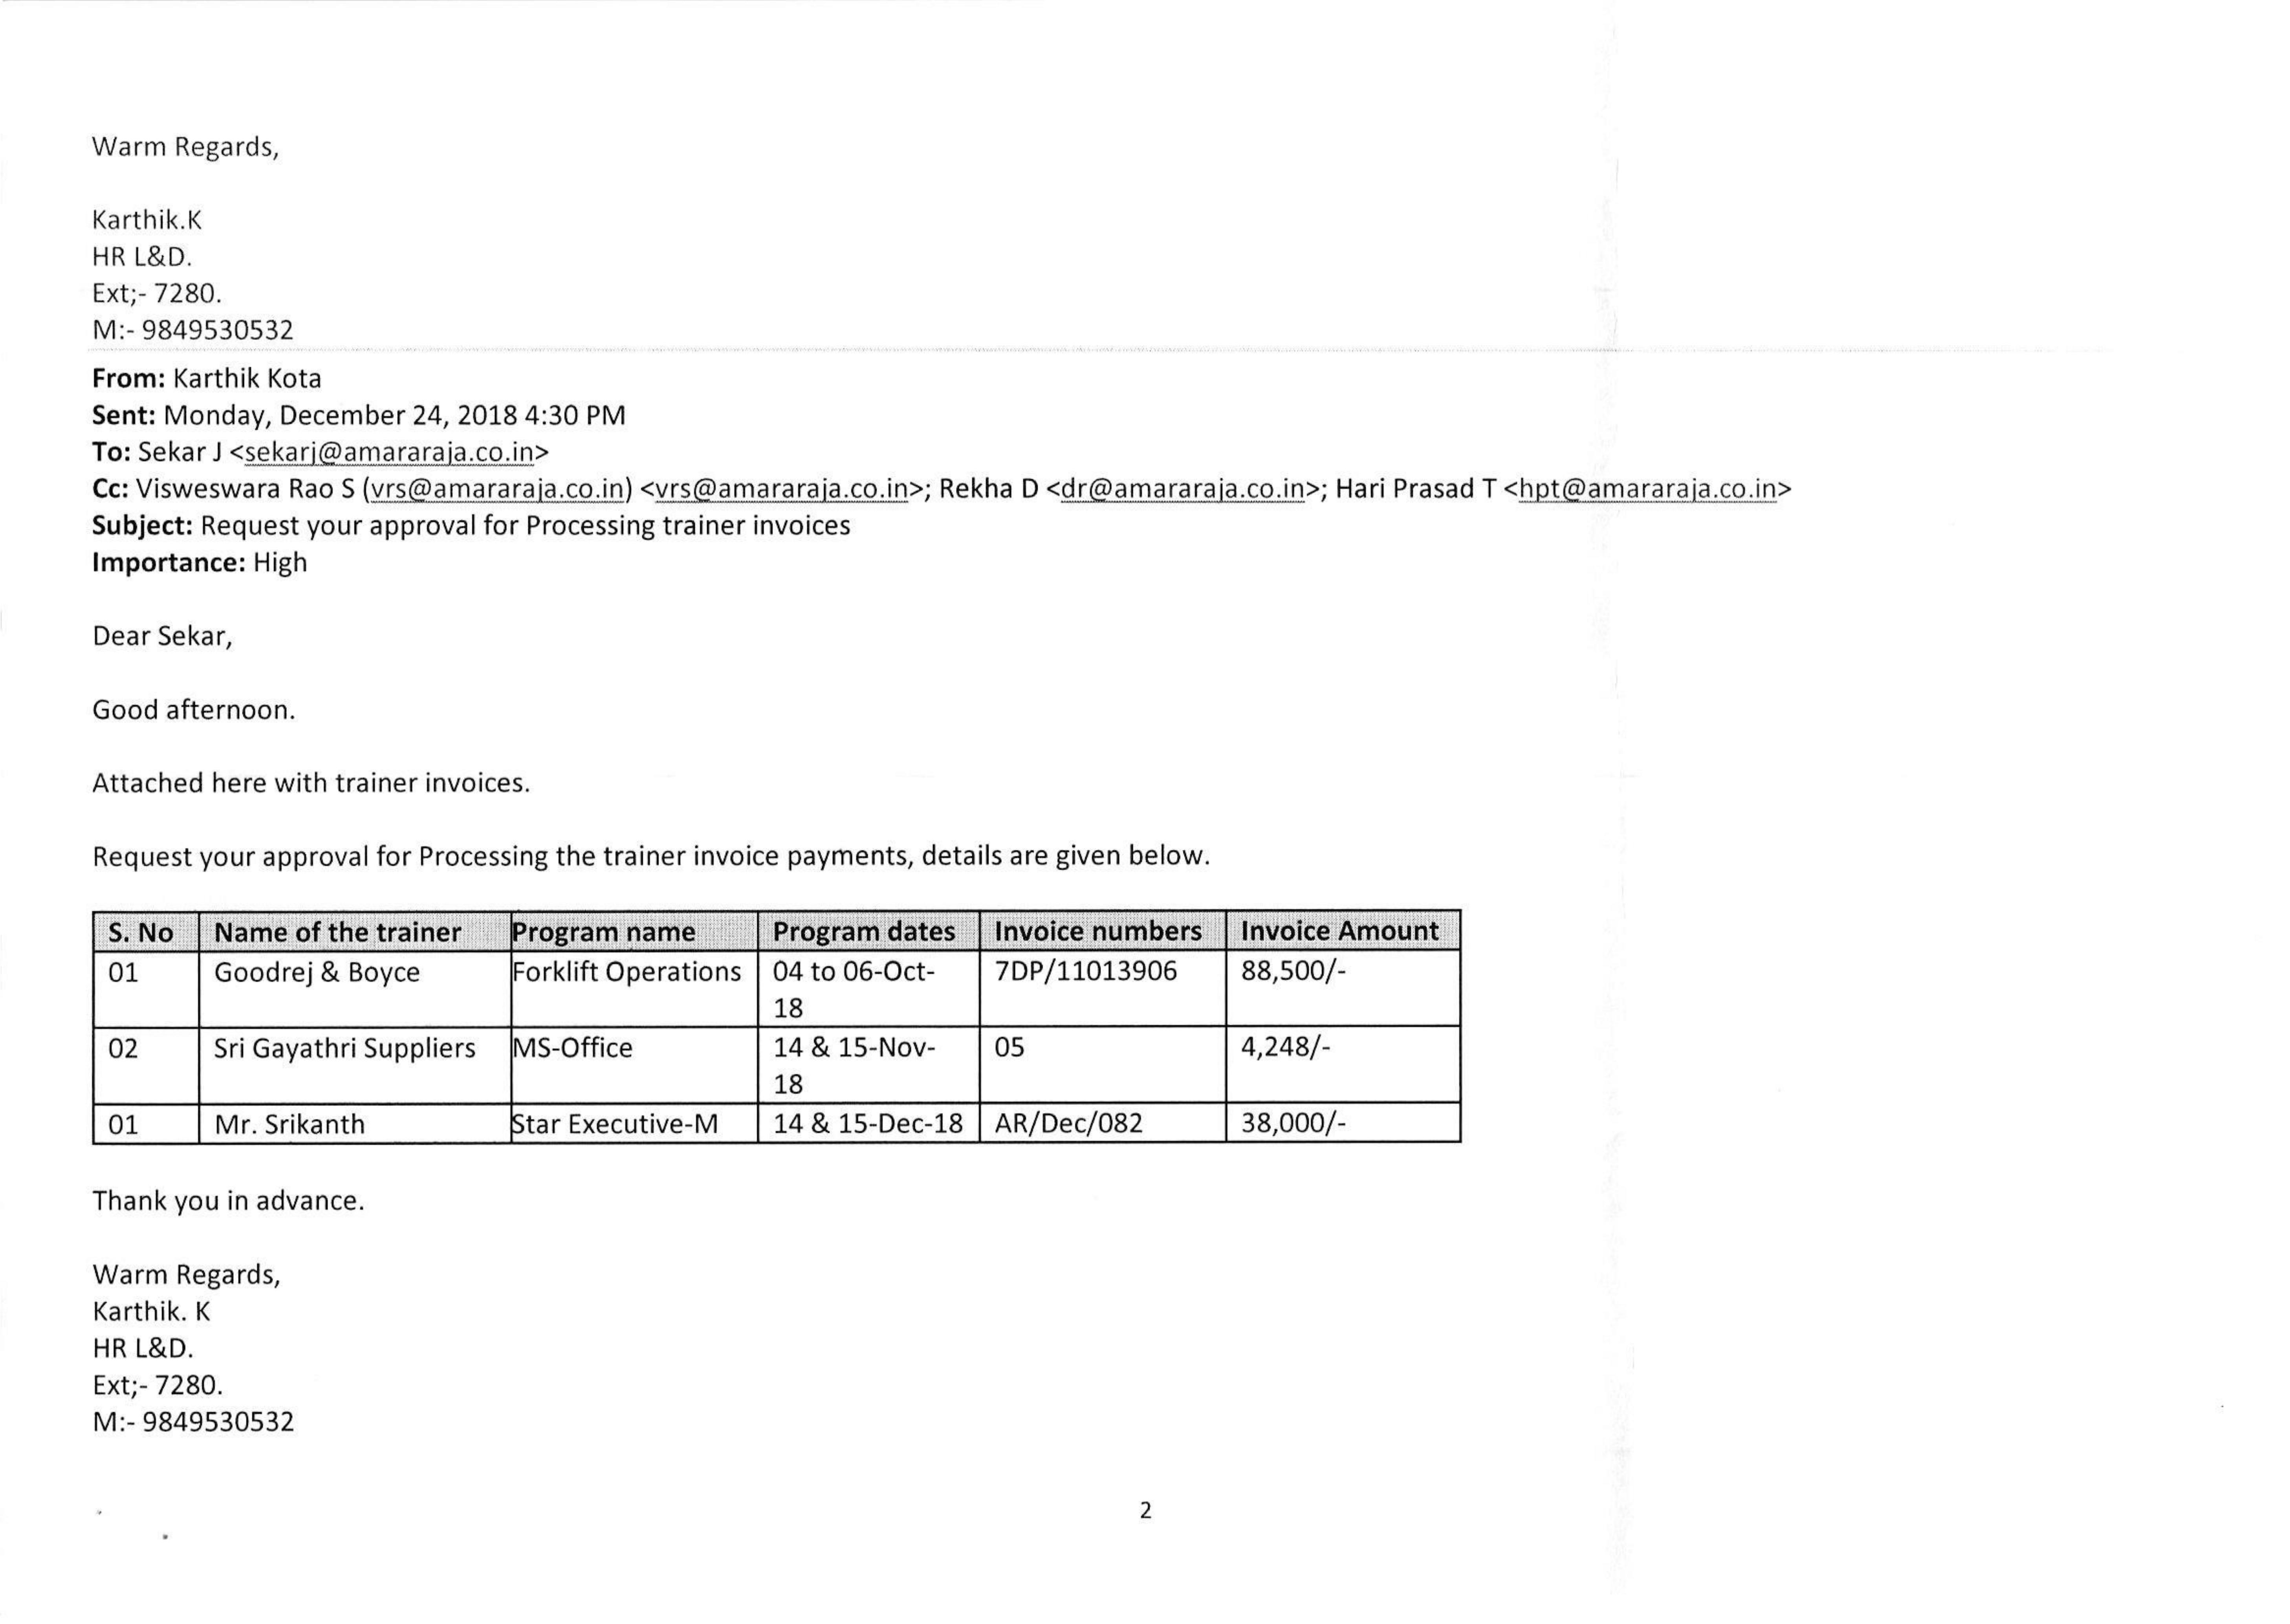 Warm Regards,
Karthik.K
HR L&D.
Ext;- 7280.
M:- 9849530532
From: Karthik Kota
Sent: Monday, December 24, 2018 4:30 PM
To: Sekar J <sekarj@amararaja.co.in>
Cc: Visweswara Rao S (vrs@amararaja.co.in) <vrs@amararaja.co.in>; Rekha D <dr@amararaja.co.in>; Hari Prasad T <hpt@amararaja.co.in>
Subject: Request your approval for Processing trainer invoices
Importance: High
Dear Sekar,
Good afternoon.
Attached here with trainer invoices.
Request your approval for Processing the trainer invoice payments, details are given below.
S. No Name of the trainer Program name Program dates Invoice numbers Invoice Amount
01 Goodrej & Boyce Forklift Operations 04 to 06-Oct- 7DP/11013906 88,500/-
18
02 Sri Gayathri Suppliers MS-Office 14 & 15-Nov- 05 4,248/-
18
01 Mr. Srikanth Star Executive-M 14 & 15-Dec-18 AR/Dec/082 38,000/-
Thank you in advance.
Warm Regards,
Karthik. K
HR L&D.
Ext;- 7280.
M:- 9849530532
2